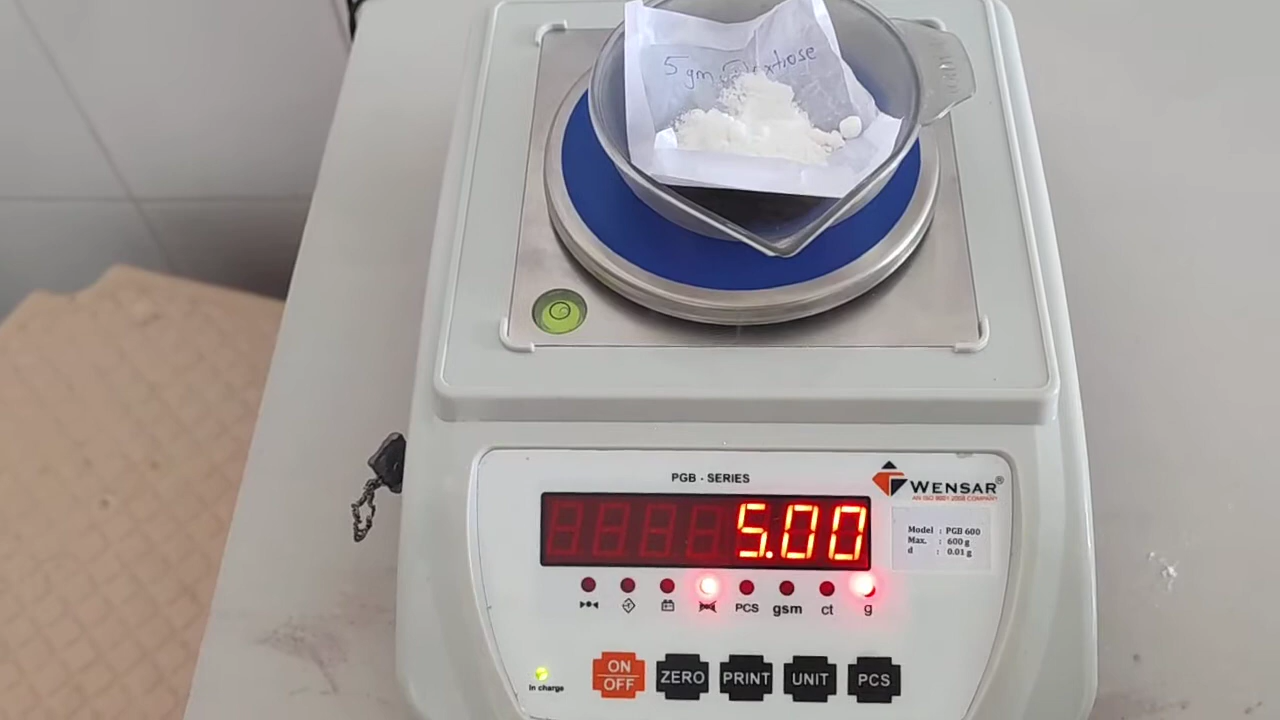 5 gm Dextrose
PGB - SERIES
WENSAR®
AN ISO 9001:2008 COMPANY
5.00
Model : PGB 600
Max. : 600 g
d : 0.01 g
PCS gsm ct g
In charge
ON
OFF
ZERO
PRINT
UNIT
PCS